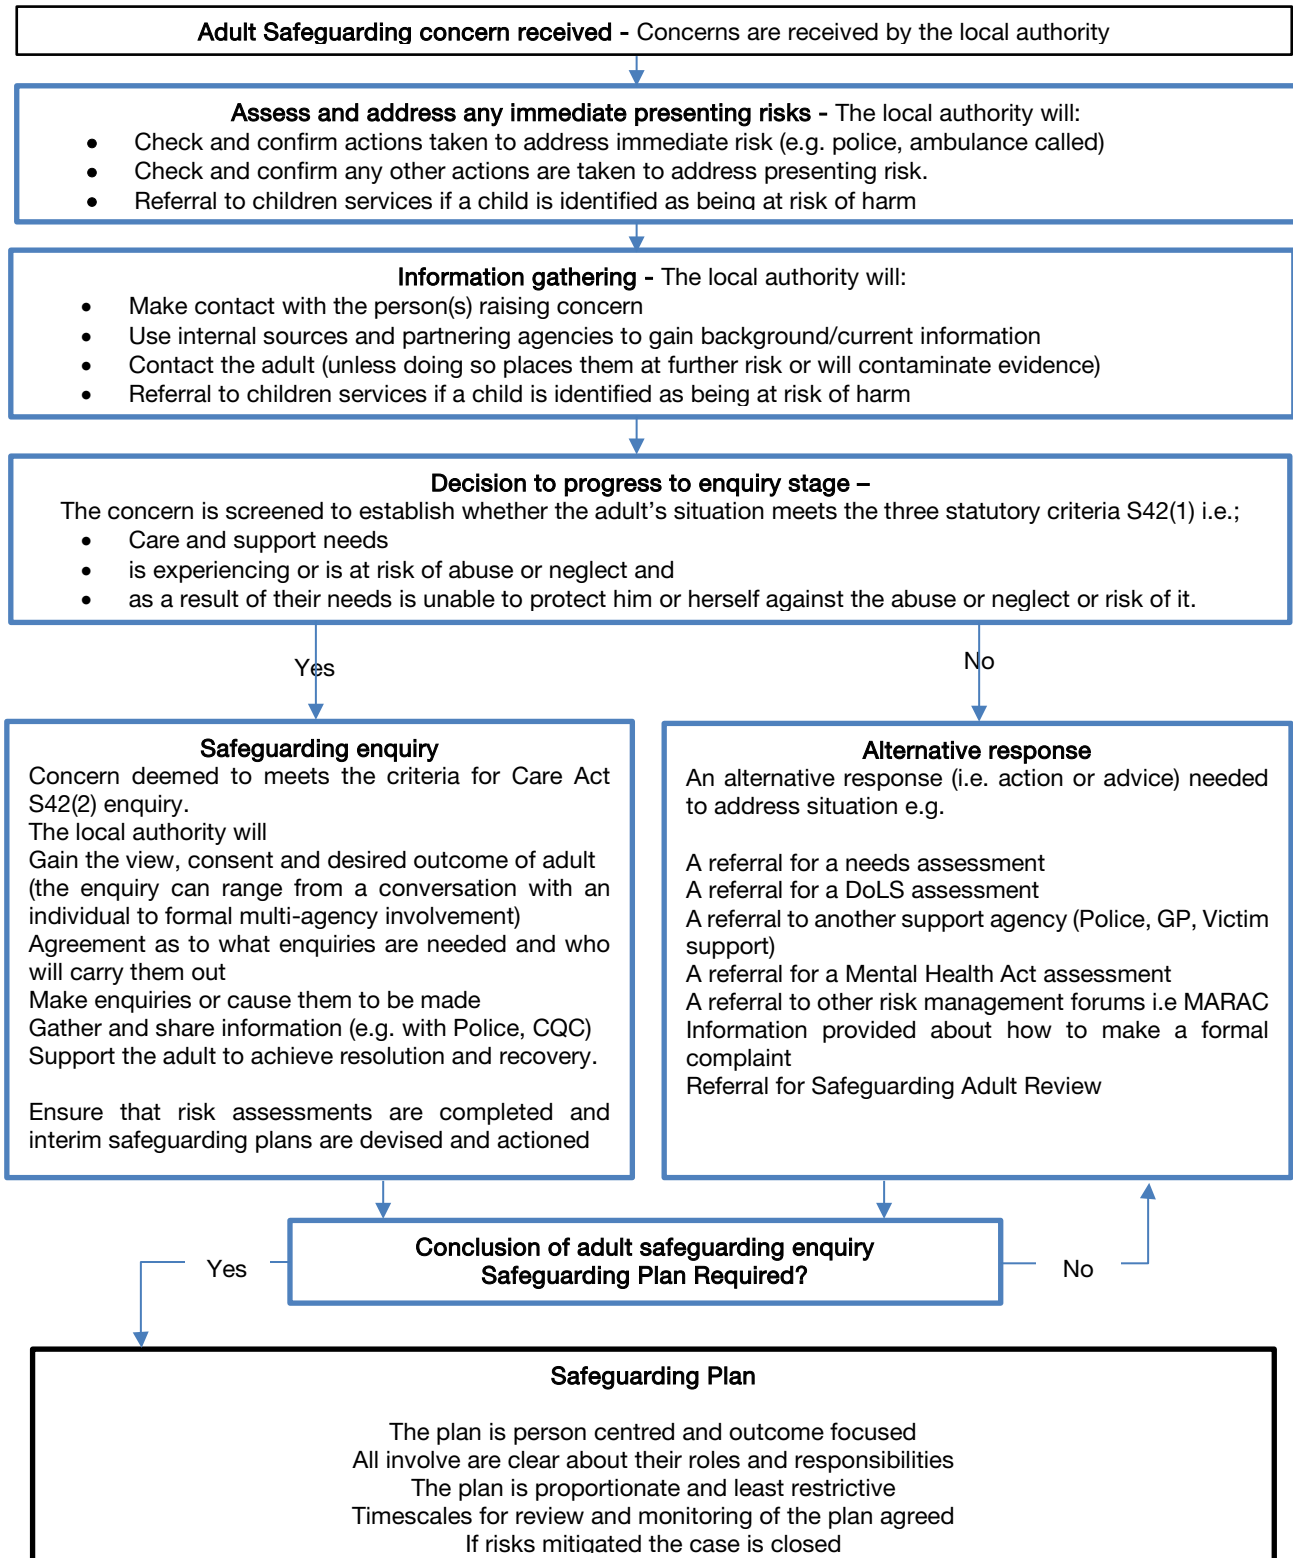 Adult Safeguarding concern received - Concerns are received by the local authority
Assess and address any immediate presenting risks - The local authority will:
• Check and confirm actions taken to address immediate risk (e.g. police, ambulance called)
• Check and confirm any other actions are taken to address presenting risk.
• Referral to children services if a child is identified as being at risk of harm
Information gathering - The local authority will:
• Make contact with the person(s) raising concern
• Use internal sources and partnering agencies to gain background/current information
• Contact the adult (unless doing so places them at further risk or will contaminate evidence)
• Referral to children services if a child is identified as being at risk of harm
Decision to progress to enquiry stage –
The concern is screened to establish whether the adult's situation meets the three statutory criteria S42(1) i.e.;
• Care and support needs
• is experiencing or is at risk of abuse or neglect and
• as a result of their needs is unable to protect him or herself against the abuse or neglect or risk of it.
Yes
No
Safeguarding enquiry
Concern deemed to meets the criteria for Care Act
S42(2) enquiry.
The local authority will
Gain the view, consent and desired outcome of adult
(the enquiry can range from a conversation with an
individual to formal multi-agency involvement)
Agreement as to what enquiries are needed and who
will carry them out
Make enquiries or cause them to be made
Gather and share information (e.g. with Police, CQC)
Support the adult to achieve resolution and recovery.
Ensure that risk assessments are completed and
interim safeguarding plans are devised and actioned
Alternative response
An alternative response (i.e. action or advice) needed
to address situation e.g.
A referral for a needs assessment
A referral for a DoLS assessment
A referral to another support agency (Police, GP, Victim
support)
A referral for a Mental Health Act assessment
A referral to other risk management forums i.e MARAC
Information provided about how to make a formal
complaint
Referral for Safeguarding Adult Review
Conclusion of adult safeguarding enquiry
Safeguarding Plan Required?
Yes
No
Safeguarding Plan
The plan is person centred and outcome focused
All involve are clear about their roles and responsibilities
The plan is proportionate and least restrictive
Timescales for review and monitoring of the plan agreed
If risks mitigated the case is closed